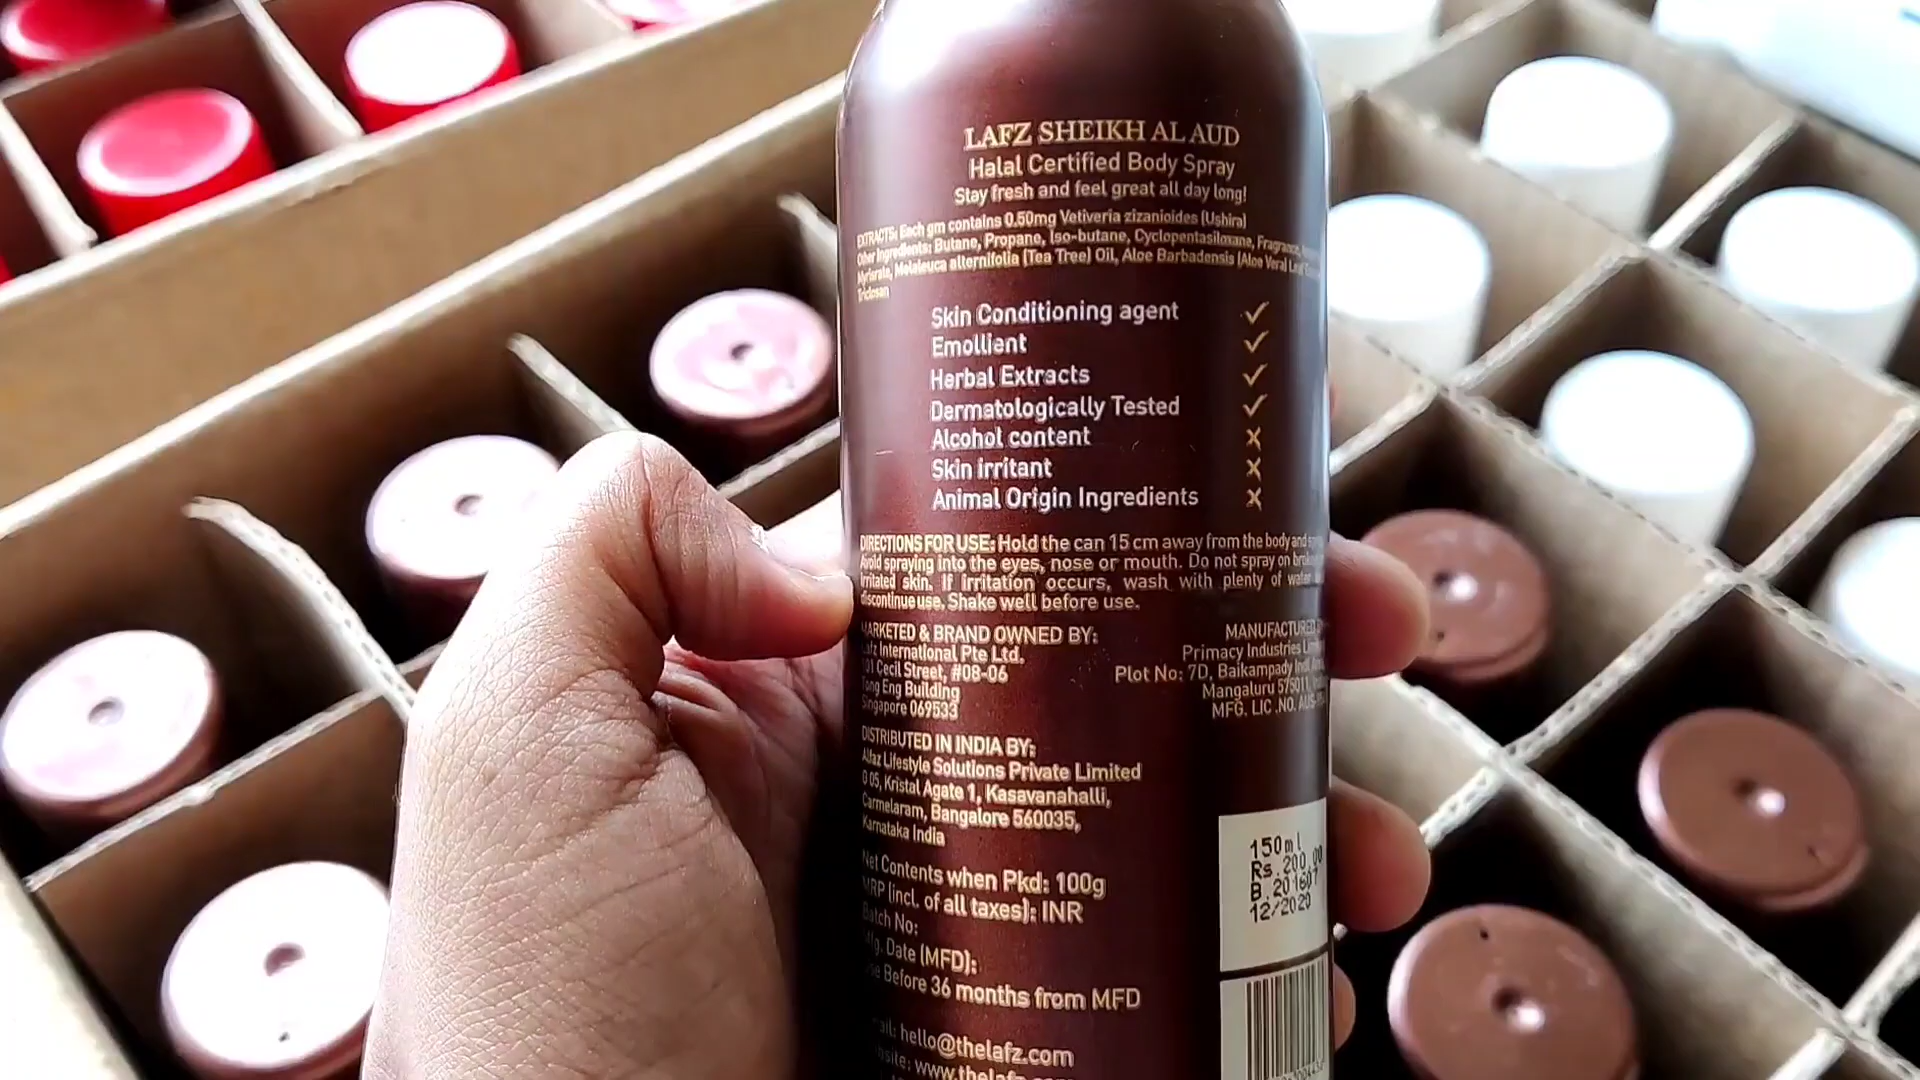 LAFZ SHEIKH AL AUD
Halal Certified Body Spray
Stay fresh and feel great all day long!
EXTRACTS: Each gm contains 0.50mg Vetiveria zizanioides (Ushira)
Other Ingredients: Butane, Propane, Iso-butane, Cyclopentasiloxane, Fragrance,
Myristate, Melaleuca alternifolia (Tea Tree) Oil, Aloe Barbadensis (Aloe Vera) Leaf
Triclosan
Skin Conditioning agent ✓
Emollient ✓
Herbal Extracts ✓
Dermatologically Tested ✓
Alcohol content ✗
Skin irritant ✗
Animal Origin Ingredients ✗
DIRECTIONS FOR USE: Hold the can 15 cm away from the body and
Avoid spraying into the eyes, nose or mouth. Do not spray on
irritated skin. If irritation occurs, wash with plenty of water
discontinue use. Shake well before use.
MARKETED & BRAND OWNED BY:
Lafz International Pte Ltd.
101 Cecil Street, #08-06
Tong Eng Building
Singapore 069533
MANUFACTURED
Primacy Industries
Plot No: 7D, Baikampady
Mangaluru 575011,
MFG. LIC .NO.
DISTRIBUTED IN INDIA BY:
Alfaz Lifestyle Solutions Private Limited
G 05, Kristal Agate 1, Kasavanahalli,
Carmelaram, Bangalore 560035,
Karnataka India
Net Contents when Pkd: 100g
MRP (incl. of all taxes): INR
Batch No:
Mfg. Date (MFD):
Use Before 36 months from MFD
150ml
Rs.200.00
B.201607
12/2020
hello@thelafz.com